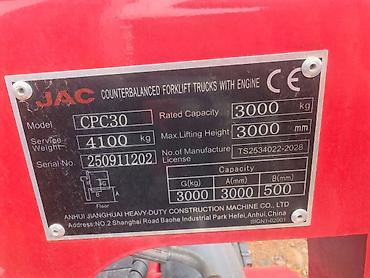 JAC COUNTERBALANCED FORKLIFT TRUCKS WITH ENGINE CE
Model CPC30 Rated Capacity 3000 kg
Service Weight 4100 kg Max.Lifting Height 3000 mm
Serial No. 250911202 No. of Manufacture License TS2534022-2028
Floor
Capacity
G(kg) A(mm) B(mm)
3000 3000 500
ANHUI JIANGHUAI HEAVY-DUTY CONSTRUCTION MACHINE CO.,LTD
ADD:NO.2 Shanghai Road Baohe Industrial Park Hefei,Anhui,China